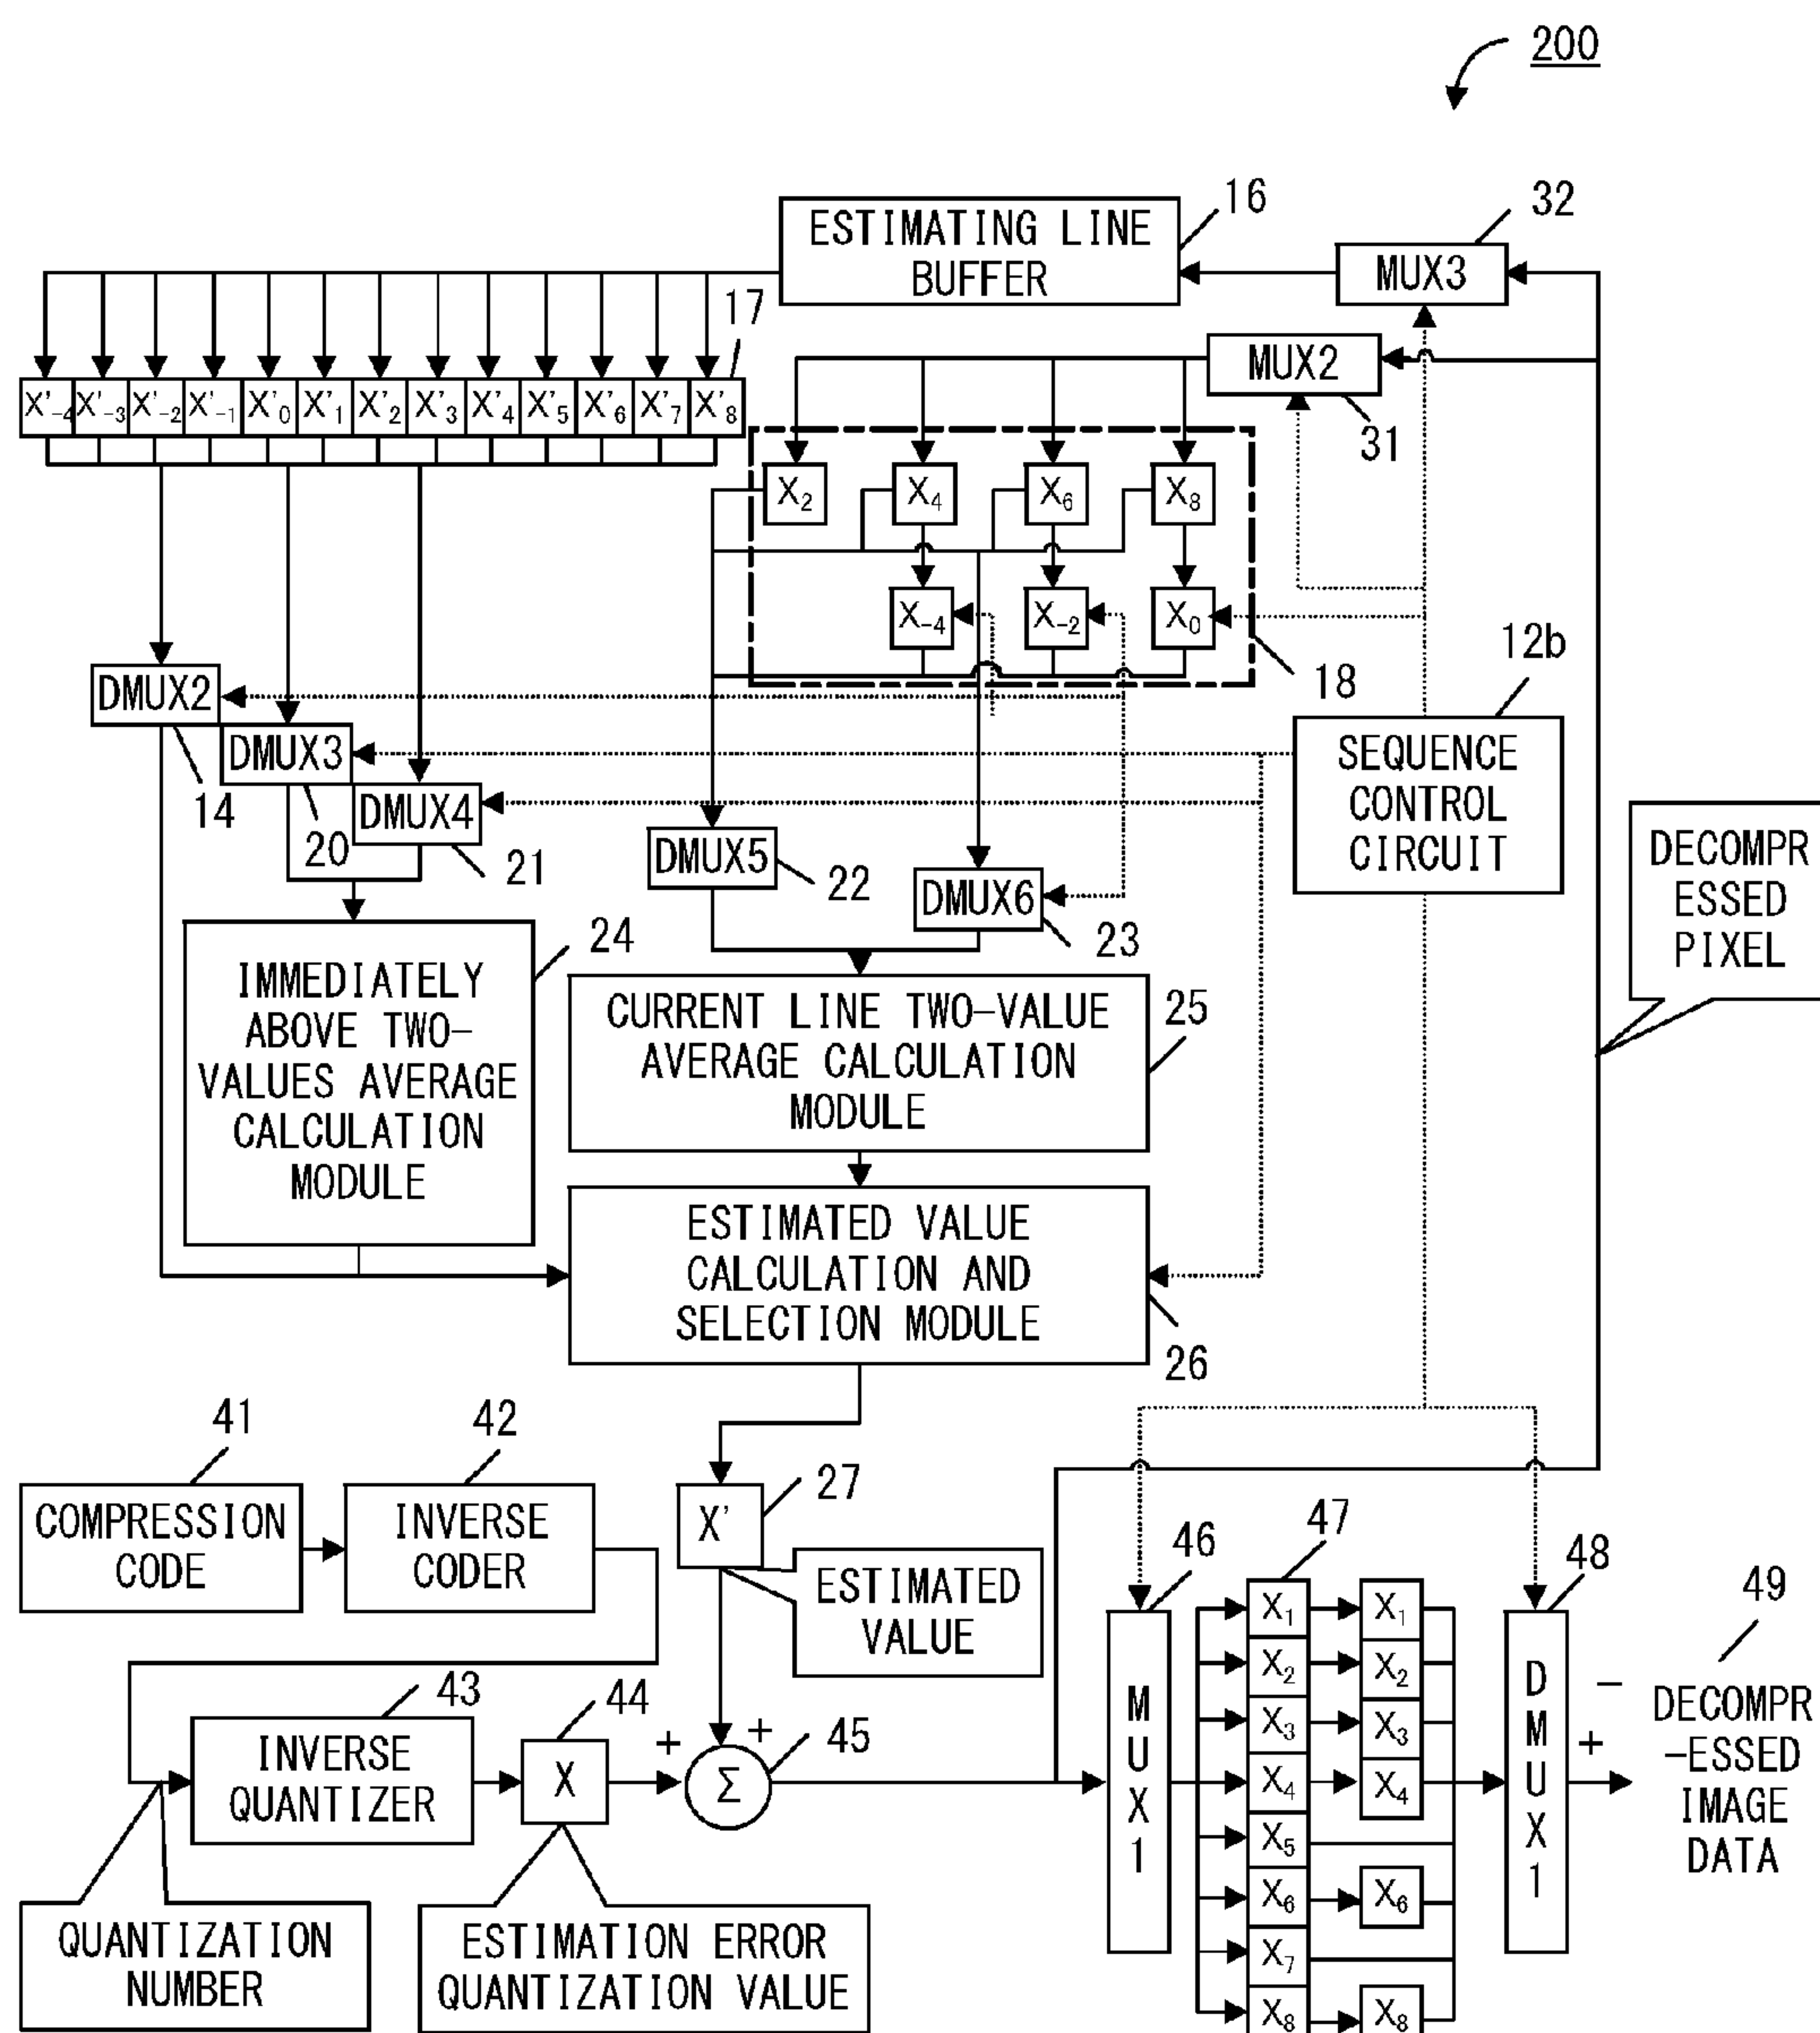 200
ESTIMATING LINE
BUFFER
16
32
MUX3
17
MUX2
31
X'₋₄ X'₋₃ X'₋₂ X'₋₁ X'₀ X'₁ X'₂ X'₃ X'₄ X'₅ X'₆ X'₇ X'₈
X₂ X₄ X₆ X₈
X₋₄ X₋₂ X₀
18
12b
SEQUENCE
CONTROL
CIRCUIT
DMUX2
14
DMUX3
20
DMUX4
21
DMUX5
22
DMUX6
23
DECOMPR
ESSED
PIXEL
IMMEDIATELY
ABOVE TWO-
VALUES AVERAGE
CALCULATION
MODULE
24
CURRENT LINE TWO-VALUE
AVERAGE CALCULATION
MODULE
25
ESTIMATED VALUE
CALCULATION AND
SELECTION MODULE
26
41
COMPRESSION
CODE
42
INVERSE
CODER
X'
27
ESTIMATED
VALUE
43
INVERSE
QUANTIZER
44
X
+
+
Σ
45
QUANTIZATION
NUMBER
ESTIMATION ERROR
QUANTIZATION VALUE
46
M
U
X
1
47
X₁ X₁
X₂ X₂
X₃ X₃
X₄ X₄
X₅
X₆ X₆
X₇
X₈ X₈
48
D
M
U
X
1
−
+
49
DECOMPR
-ESSED
IMAGE
DATA